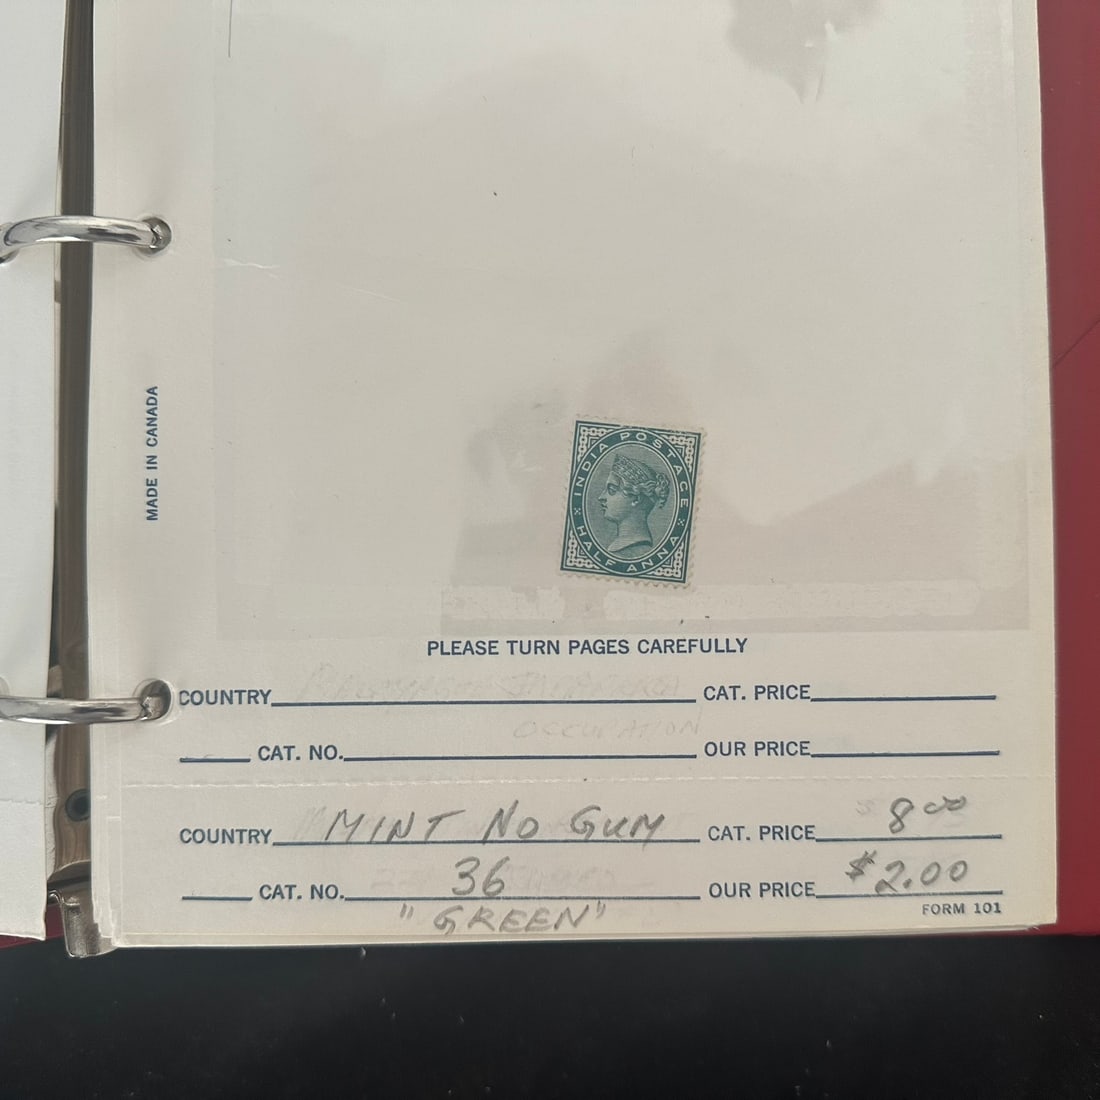 MADE IN CANADA
INDIA POSTAGE
HALF ANNA
PLEASE TURN PAGES CAREFULLY
COUNTRY CAT. PRICE
OCCUPATION
CAT. NO. OUR PRICE
COUNTRY MINT NO GUM CAT. PRICE 8 00
CAT. NO. 36 OUR PRICE $2.00
"GREEN" FORM 101